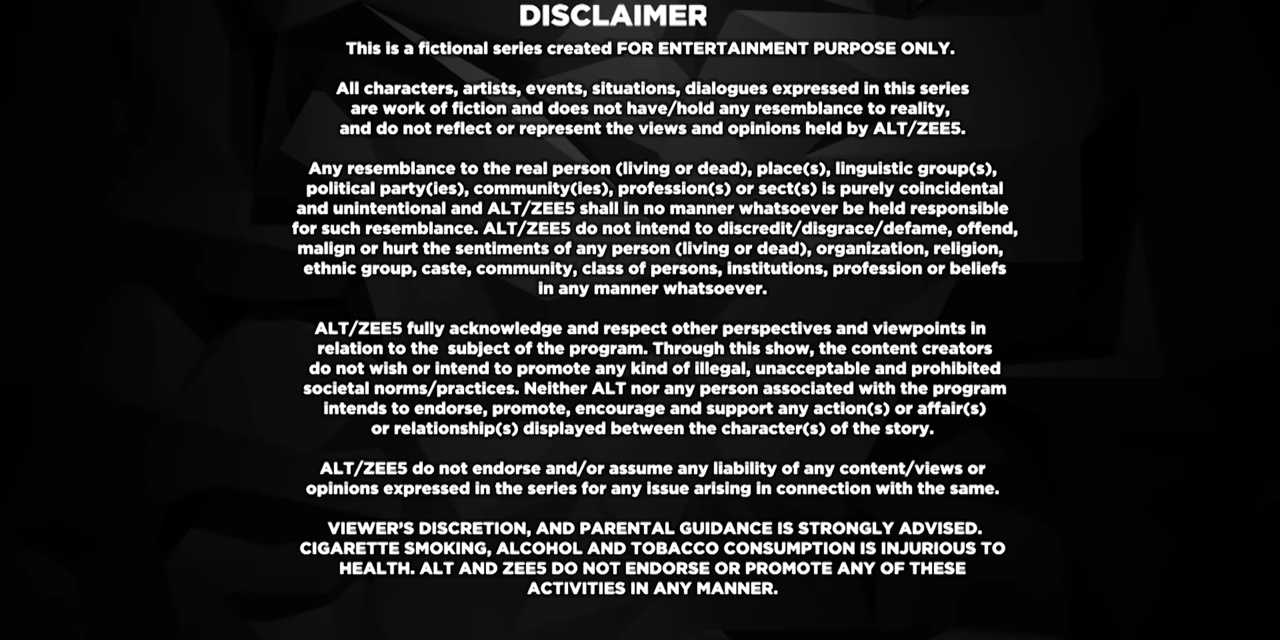 DISCLAIMER
This is a fictional series created FOR ENTERTAINMENT PURPOSE ONLY.
All characters, artists, events, situations, dialogues expressed in this series
are work of fiction and does not have/hold any resemblance to reality,
and do not reflect or represent the views and opinions held by ALT/ZEE5.
Any resemblance to the real person (living or dead), place(s), linguistic group(s),
political party(ies), community(ies), profession(s) or sect(s) is purely coincidental
and unintentional and ALT/ZEE5 shall in no manner whatsoever be held responsible
for such resemblance. ALT/ZEE5 do not intend to discredit/disgrace/defame, offend,
malign or hurt the sentiments of any person (living or dead), organization, religion,
ethnic group, caste, community, class of persons, institutions, profession or beliefs
in any manner whatsoever.
ALT/ZEE5 fully acknowledge and respect other perspectives and viewpoints in
relation to the  subject of the program. Through this show, the content creators
do not wish or intend to promote any kind of illegal, unacceptable and prohibited
societal norms/practices. Neither ALT nor any person associated with the program
intends to endorse, promote, encourage and support any action(s) or affair(s)
or relationship(s) displayed between the character(s) of the story.
ALT/ZEE5 do not endorse and/or assume any liability of any content/views or
opinions expressed in the series for any issue arising in connection with the same.
VIEWER'S DISCRETION, AND PARENTAL GUIDANCE IS STRONGLY ADVISED.
CIGARETTE SMOKING, ALCOHOL AND TOBACCO CONSUMPTION IS INJURIOUS TO
HEALTH. ALT AND ZEE5 DO NOT ENDORSE OR PROMOTE ANY OF THESE
ACTIVITIES IN ANY MANNER.